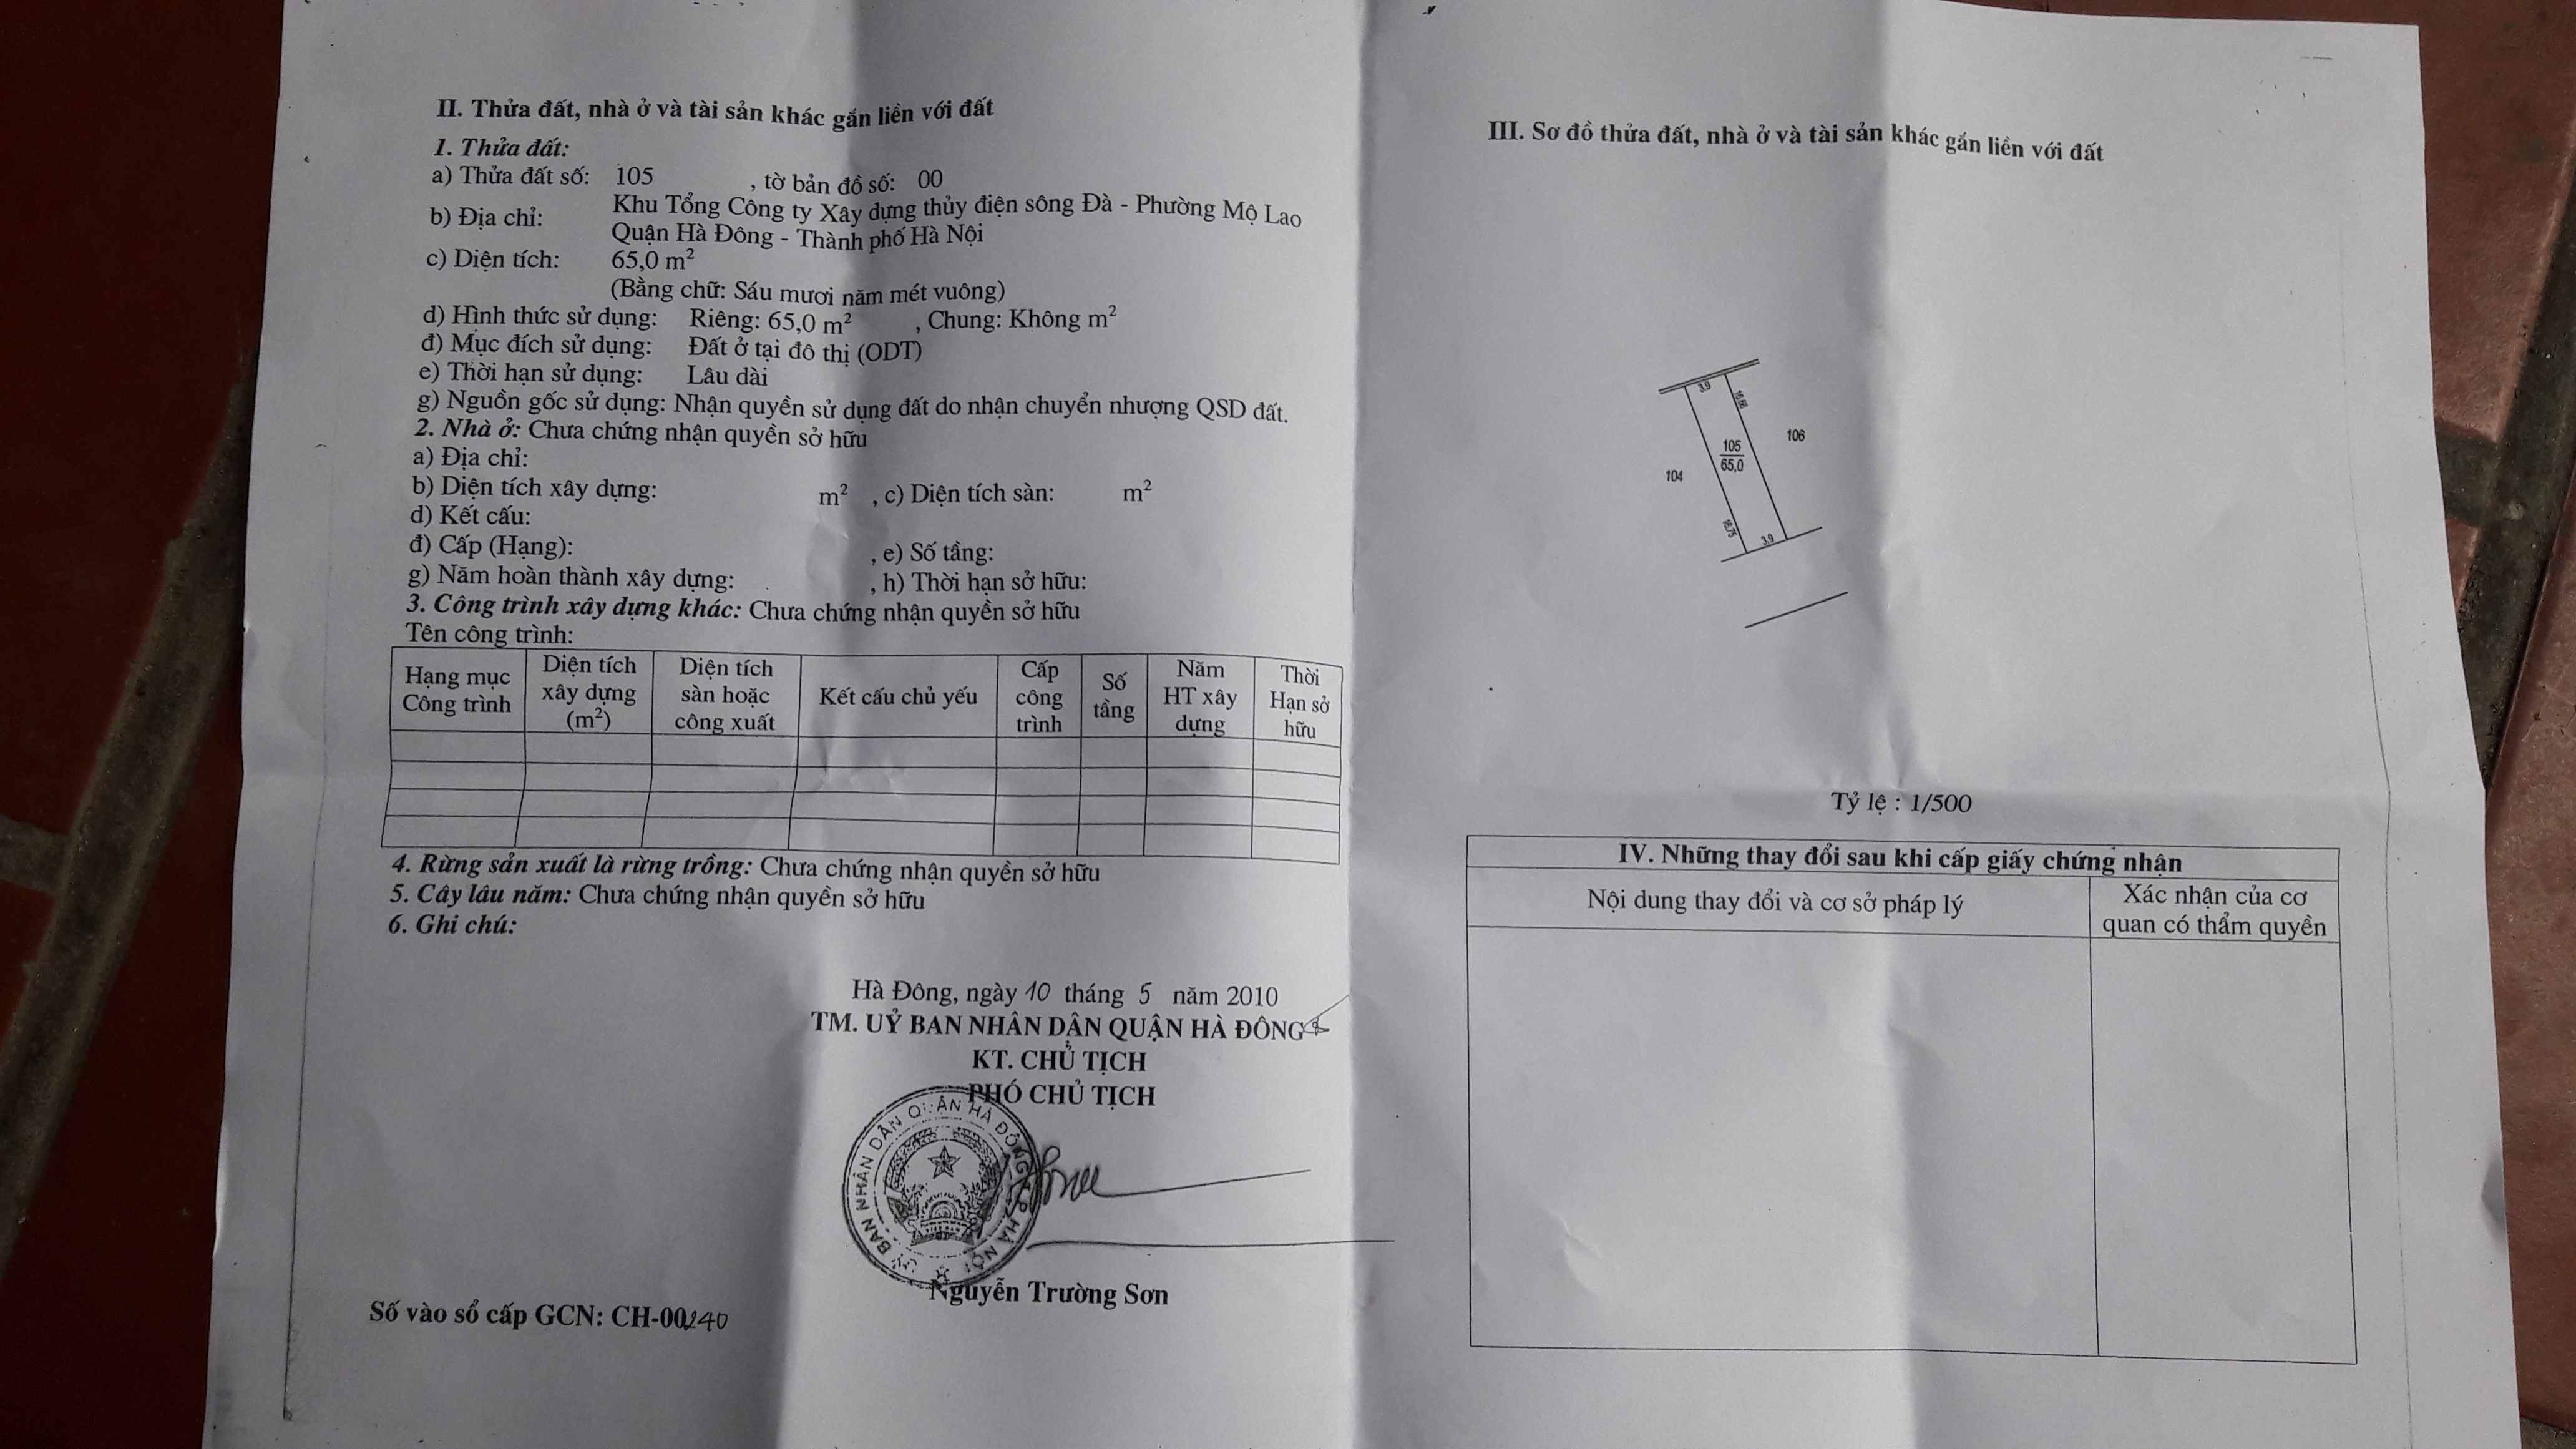 II. Thửa đất, nhà ở và tài sản khác gắn liền với đất
1. Thửa đất:
a) Thửa đất số: 105 , tờ bản đồ số: 00
b) Địa chỉ: Khu Tổng Công ty Xây dựng thủy điện sông Đà - Phường Mộ Lao
Quận Hà Đông - Thành phố Hà Nội
c) Diện tích: 65,0 m²
(Bằng chữ: Sáu mươi năm mét vuông)
d) Hình thức sử dụng: Riêng: 65,0 m² , Chung: Không m²
đ) Mục đích sử dụng: Đất ở tại đô thị (ODT)
e) Thời hạn sử dụng: Lâu dài
g) Nguồn gốc sử dụng: Nhận quyền sử dụng đất do nhận chuyển nhượng QSD đất.
2. Nhà ở: Chưa chứng nhận quyền sở hữu
a) Địa chỉ:
b) Diện tích xây dựng: m² , c) Diện tích sàn: m²
d) Kết cấu:
đ) Cấp (Hạng): , e) Số tầng:
g) Năm hoàn thành xây dựng: , h) Thời hạn sở hữu:
3. Công trình xây dựng khác: Chưa chứng nhận quyền sở hữu
Tên công trình:
Hạng mục Công trình
Diện tích xây dựng (m²)
Diện tích sàn hoặc công xuất
Kết cấu chủ yếu
Cấp công trình
Số tầng
Năm HT xây dựng
Thời Hạn sở hữu
4. Rừng sản xuất là rừng trồng: Chưa chứng nhận quyền sở hữu
5. Cây lâu năm: Chưa chứng nhận quyền sở hữu
6. Ghi chú:
Hà Đông, ngày 10 tháng 5 năm 2010
TM. UỶ BAN NHÂN DÂN QUẬN HÀ ĐÔNG
KT. CHỦ TỊCH
PHÓ CHỦ TỊCH
UỶ BAN NHÂN DÂN QUẬN HÀ ĐÔNG T.P HÀ NỘI
Nguyễn Trường Sơn
Số vào sổ cấp GCN: CH-00240
III. Sơ đồ thửa đất, nhà ở và tài sản khác gắn liền với đất
3.9
16.66
106
105
65,0
104
16.75
3.9
Tỷ lệ : 1/500
IV. Những thay đổi sau khi cấp giấy chứng nhận
Nội dung thay đổi và cơ sở pháp lý
Xác nhận của cơ quan có thẩm quyền